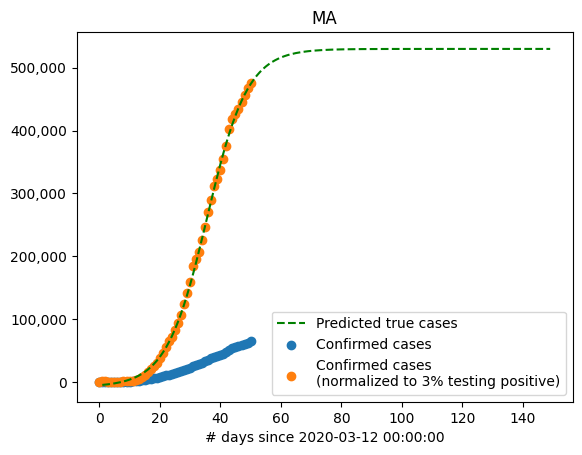 MA
500,000
400,000
300,000
200,000
100,000
0
0 20 40 60 80 100 120 140
# days since 2020-03-12 00:00:00
Predicted true cases
Confirmed cases
Confirmed cases
(normalized to 3% testing positive)